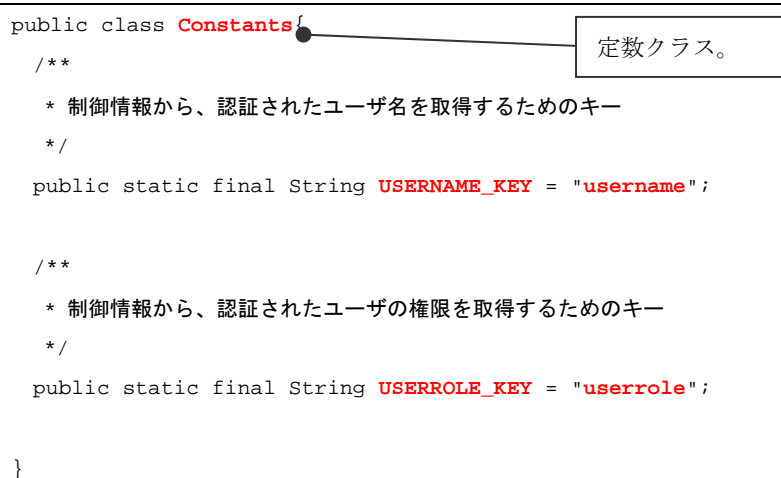 public class Constants{
定数クラス。
/**
* 制御情報から、認証されたユーザ名を取得するためのキー
*/
public static final String USERNAME_KEY = "username";
/**
* 制御情報から、認証されたユーザの権限を取得するためのキー
*/
public static final String USERROLE_KEY = "userrole";
}